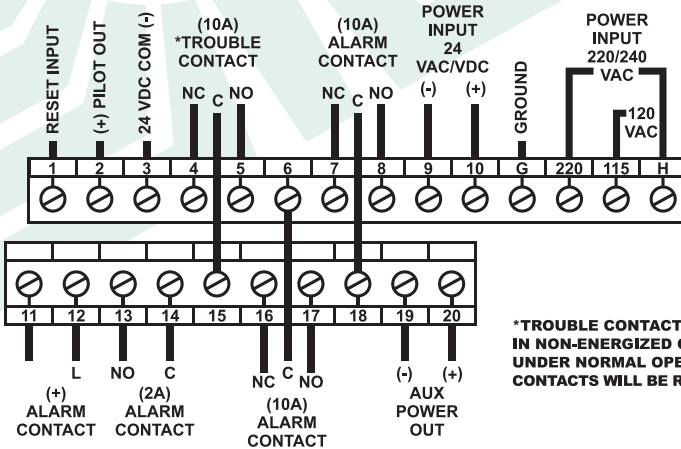 RESET INPUT
(+) PILOT OUT
24 VDC COM (-)
(10A)
*TROUBLE
CONTACT
NC C NO
(10A)
ALARM
CONTACT
NC C NO
POWER
INPUT
24
VAC/VDC
(-) (+)
GROUND
POWER
INPUT
220/240
VAC
120
VAC
1 2 3 4 5 6 7 8 9 10 G 220 115 H
11 12 13 14 15 16 17 18 19 20
L
(+)
ALARM
CONTACT
NO C
(2A)
ALARM
CONTACT
NC C NO
(10A)
ALARM
CONTACT
(-) (+)
AUX
POWER
OUT
*TROUBLE CONTACT
IN NON-ENERGIZED
UNDER NORMAL
CONTACTS WILL BE